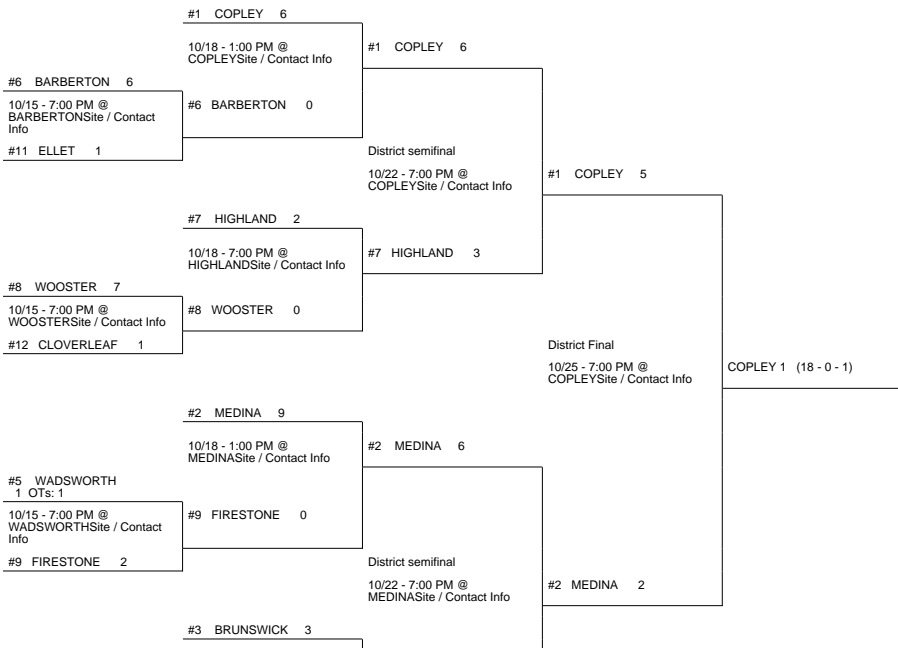 #1 COPLEY 6
10/18 - 1:00 PM @
COPLEYSite / Contact Info
#1 COPLEY 6
#6 BARBERTON 6
10/15 - 7:00 PM @
BARBERTONSite / Contact
Info
#6 BARBERTON 0
#11 ELLET 1
District semifinal
10/22 - 7:00 PM @
COPLEYSite / Contact Info
#1 COPLEY 5
#7 HIGHLAND 2
10/18 - 7:00 PM @
HIGHLANDSite / Contact Info
#7 HIGHLAND 3
#8 WOOSTER 7
10/15 - 7:00 PM @
WOOSTERSite / Contact Info
#8 WOOSTER 0
#12 CLOVERLEAF 1
District Final
10/25 - 7:00 PM @
COPLEYSite / Contact Info
COPLEY 1 (18 - 0 - 1)
#2 MEDINA 9
10/18 - 1:00 PM @
MEDINASite / Contact Info
#2 MEDINA 6
#5 WADSWORTH
1 OTs: 1
10/15 - 7:00 PM @
WADSWORTHSite / Contact
Info
#9 FIRESTONE 0
#9 FIRESTONE 2
District semifinal
10/22 - 7:00 PM @
MEDINASite / Contact Info
#2 MEDINA 2
#3 BRUNSWICK 3